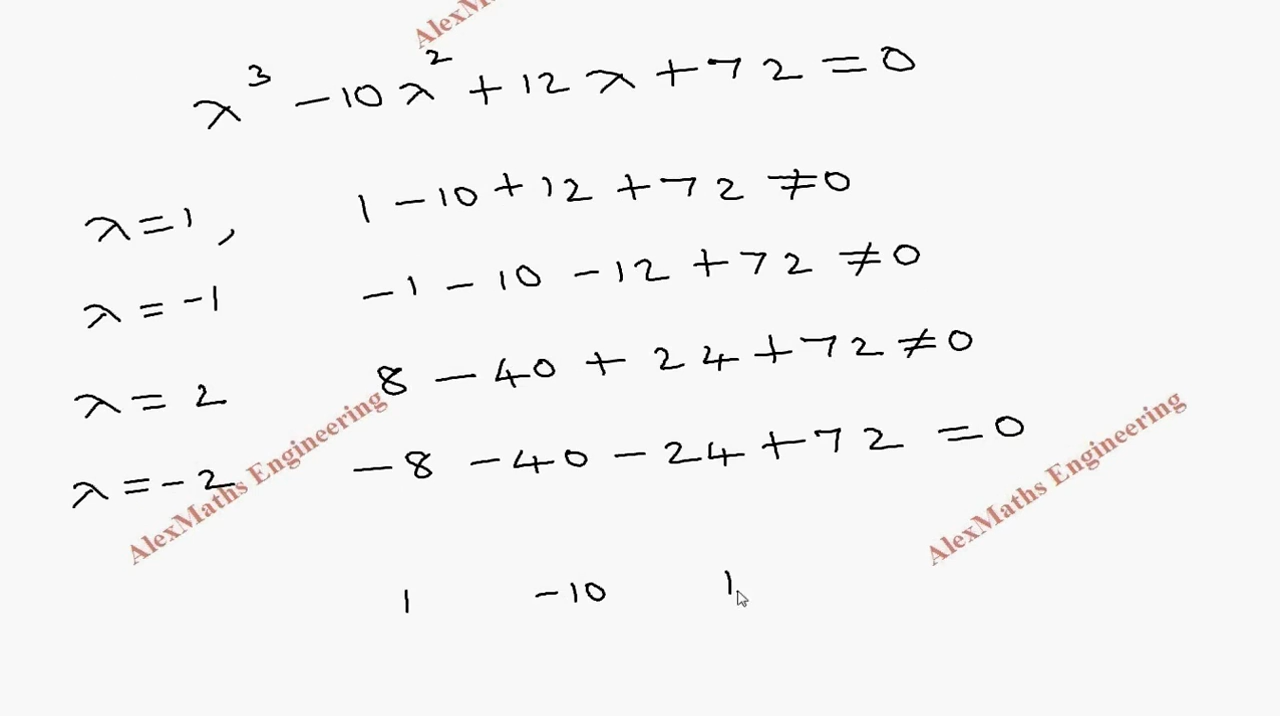 AlexM
λ³ - 10λ² + 12λ + 72 = 0
λ = 1, 1 - 10 + 12 + 72 ≠ 0
λ = -1 -1 - 10 - 12 + 72 ≠ 0
λ = 2 8 - 40 + 24 + 72 ≠ 0
λ = -2 -8 - 40 - 24 + 72 = 0
AlexMaths Engineering
AlexMaths Engineering
1 -10 1